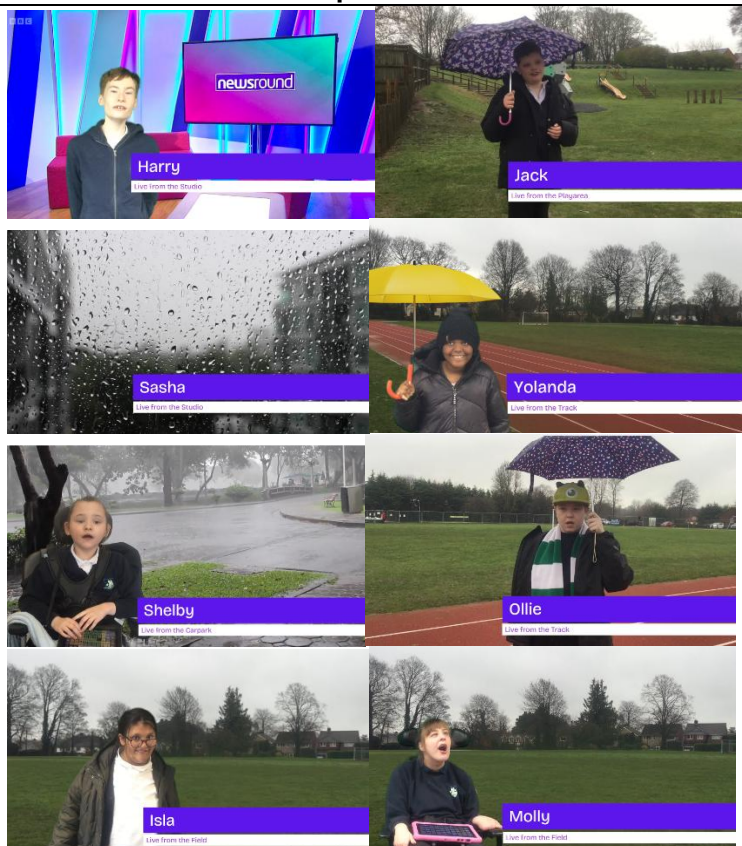 BBC
newsround
Harry
Live from the Studio
Jack
Live from the Playarea
Sasha
Live from the Studio
Yolanda
Live from the Track
Shelby
Live from the Carpark
Ollie
Live from the Track
Isla
Live from the Field
Molly
Live from the Field